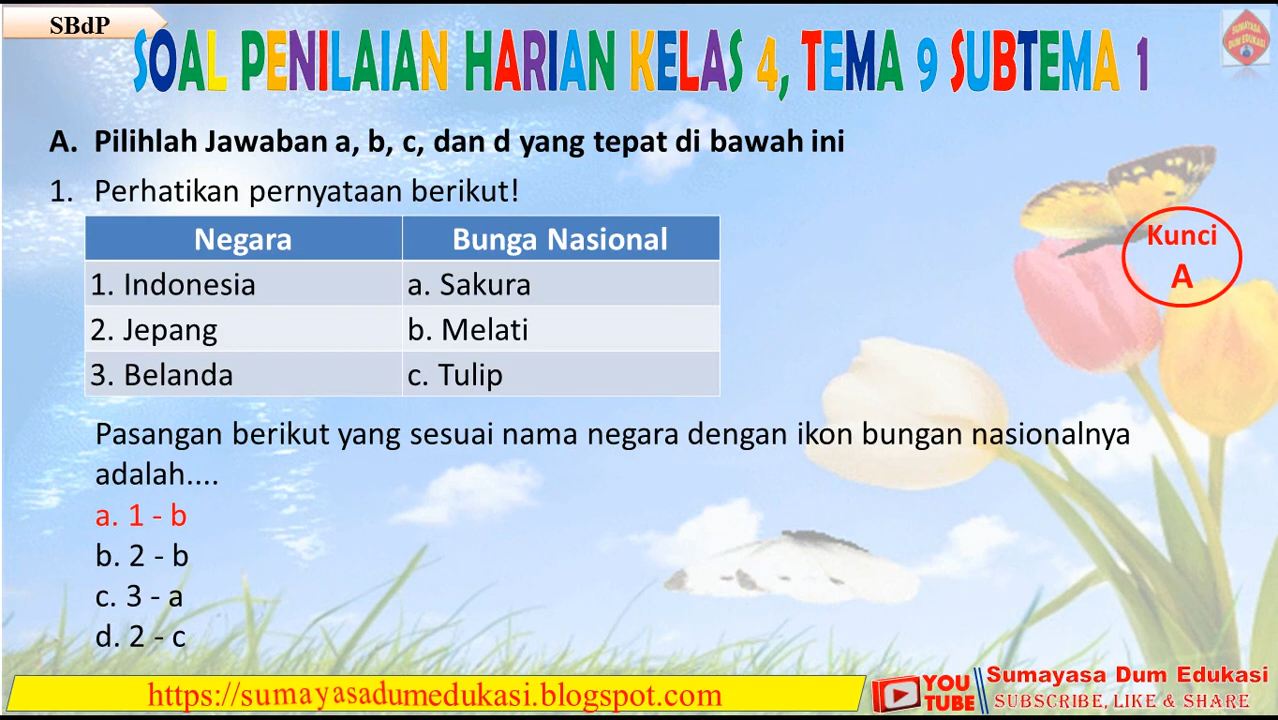 SBdP
SOAL PENILAIAN HARIAN KELAS 4, TEMA 9 SUBTEMA 1
SUMAYASA
DUM EDUKASI
A. Pilihlah Jawaban a, b, c, dan d yang tepat di bawah ini
1. Perhatikan pernyataan berikut!
Kunci
A
Negara Bunga Nasional
1. Indonesia a. Sakura
2. Jepang b. Melati
3. Belanda c. Tulip
Pasangan berikut yang sesuai nama negara dengan ikon bungan nasionalnya
adalah....
a. 1 - b
b. 2 - b
c. 3 - a
d. 2 - c
https://sumayasadumedukasi.blogspot.com
YOU
TUBE
Sumayasa Dum Edukasi
SUBSCRIBE, LIKE & SHARE